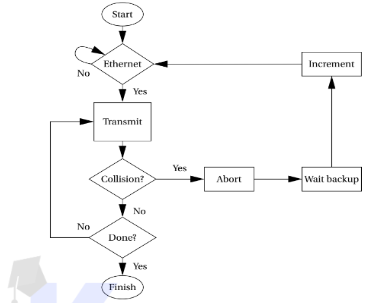 Start
Ethernet
Increment
No
Yes
Transmit
Collision?
Yes
Abort
Wait backup
No
No
Done?
Yes
Finish